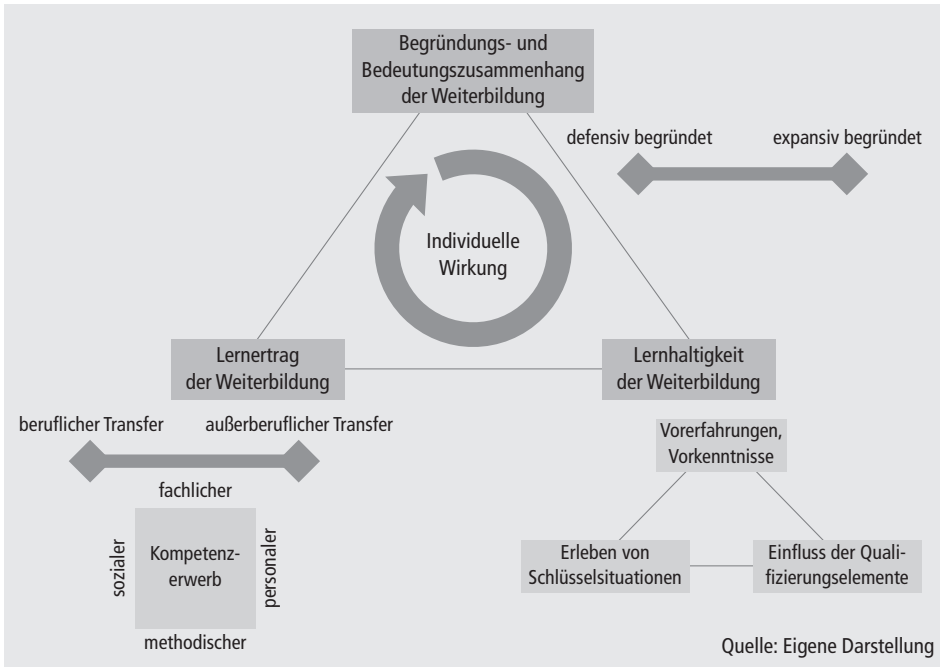 Begründungs- und
Bedeutungszusammenhang
der Weiterbildung
defensiv begründet
expansiv begründet
Individuelle
Wirkung
Lernertrag
der Weiterbildung
Lernhaltigkeit
der Weiterbildung
beruflicher Transfer
außerberuflicher Transfer
fachlicher
sozialer
Kompetenz-
erwerb
personaler
methodischer
Vorerfahrungen,
Vorkenntnisse
Erleben von
Schlüsselsituationen
Einfluss der Quali-
fizierungselemente
Quelle: Eigene Darstellung